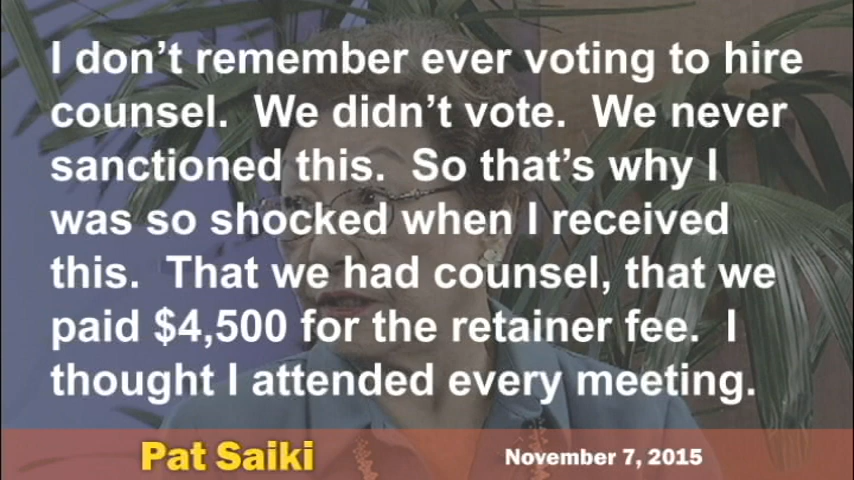 I don't remember ever voting to hire
counsel.  We didn't vote.  We never
sanctioned this.  So that's why I
was so shocked when I received
this.  That we had counsel, that we
paid $4,500 for the retainer fee.  I
thought I attended every meeting.
Pat Saiki
November 7, 2015